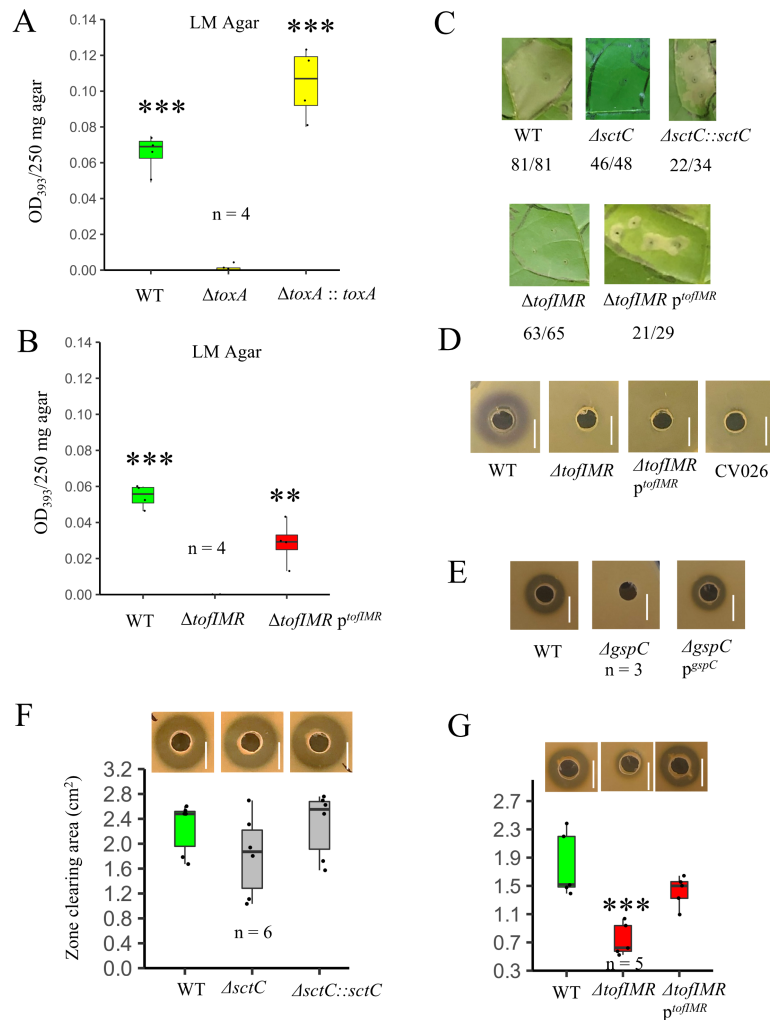 A
LM Agar
OD393/250 mg agar
0.14
0.12
0.10
0.08
0.06
0.04
0.02
0.00
***
n = 4
***
WT
ΔtoxA
ΔtoxA :: toxA
B
LM Agar
OD393/250 mg agar
0.14
0.12
0.10
0.08
0.06
0.04
0.02
0.00
***
n = 4
**
WT
ΔtofIMR
ΔtofIMR p^tofIMR
C
WT ΔsctC ΔsctC::sctC
81/81 46/48 22/34
ΔtofIMR ΔtofIMR p^tofIMR
63/65 21/29
D
WT ΔtofIMR ΔtofIMR CV026
p^tofIMR
E
WT ΔgspC ΔgspC
n = 3 p^gspC
F
Zone clearing area (cm²)
3.2
2.8
2.4
2.0
1.6
1.2
0.8
0.4
0.0
n = 6
WT ΔsctC ΔsctC::sctC
G
2.7
2.3
1.9
1.5
1.1
0.7
0.3
***
n = 5
WT ΔtofIMR ΔtofIMR
p^tofIMR